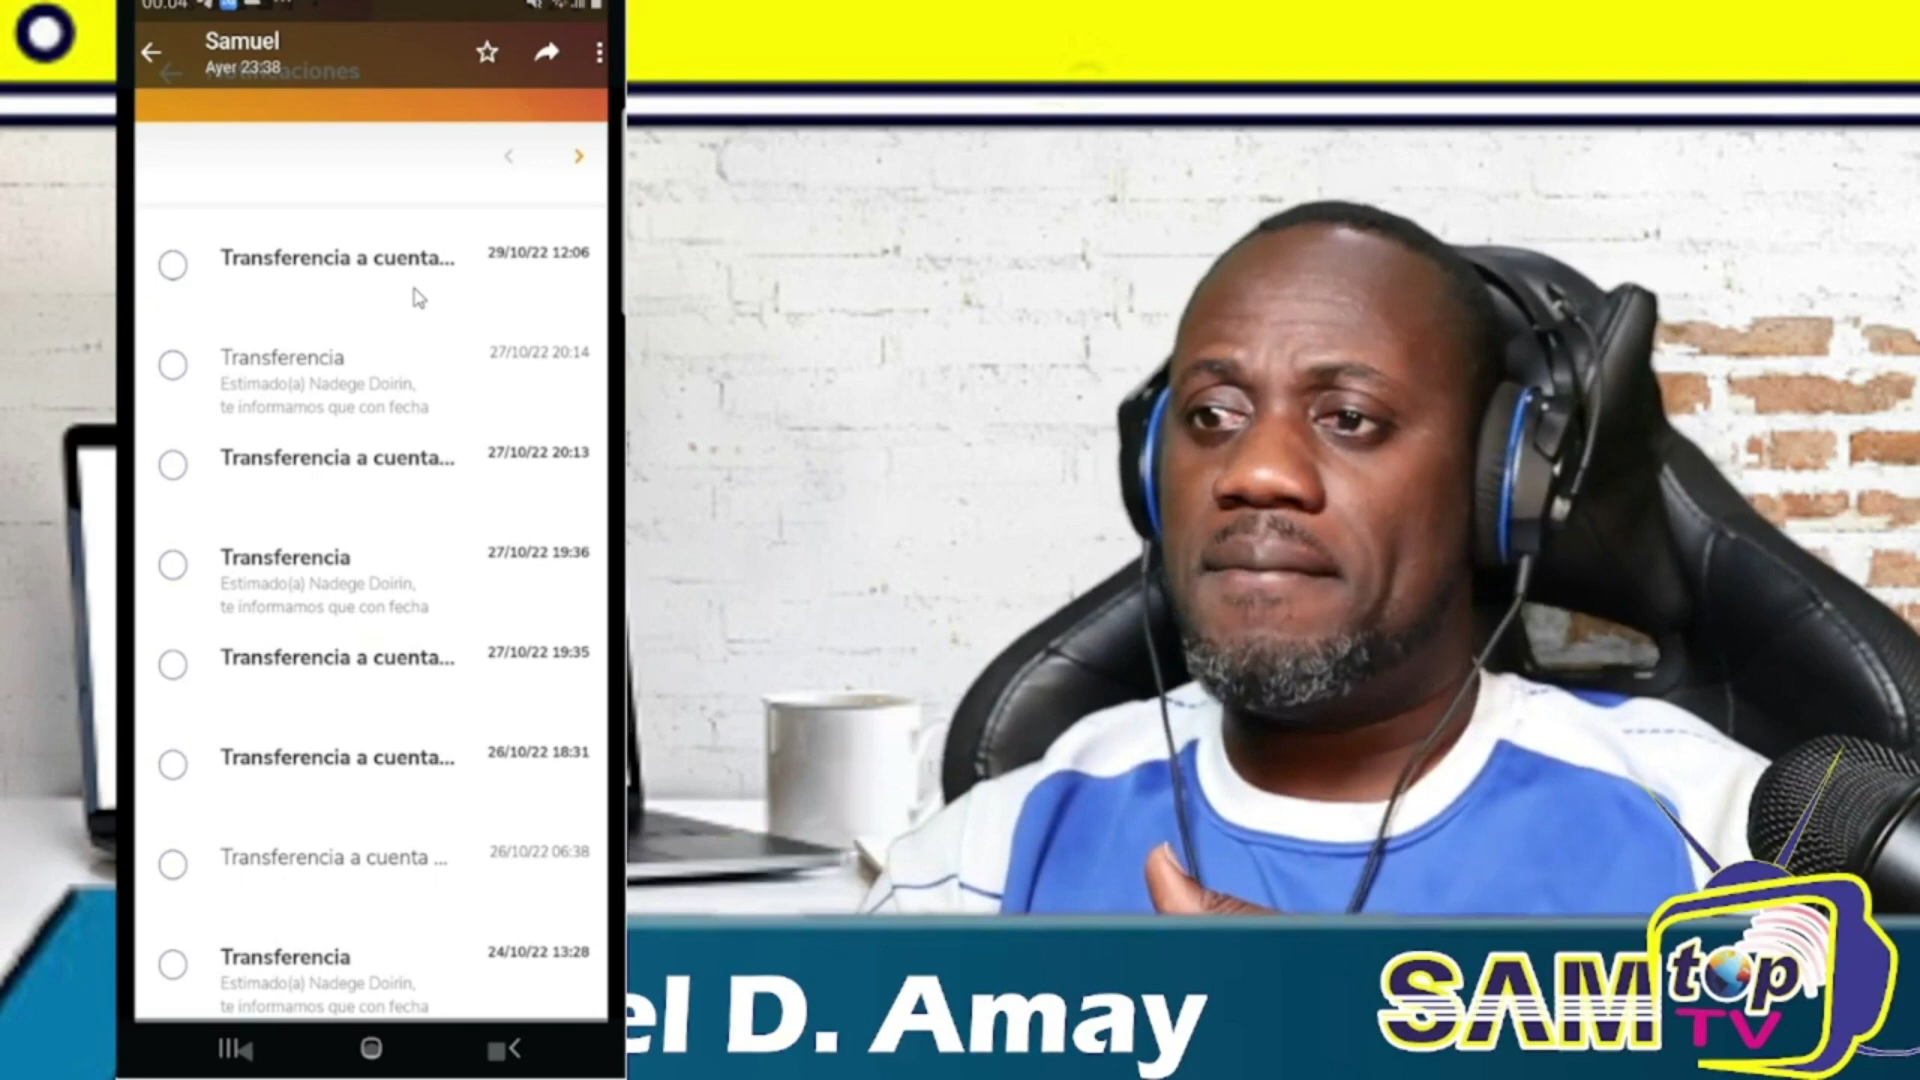 00:04
Samuel
Ayer 23:38
Transferencia a cuenta... 29/10/22 12:06
Transferencia 27/10/22 20:14
Estimado(a) Nadege Doirin,
te informamos que con fecha
Transferencia a cuenta... 27/10/22 20:13
Transferencia 27/10/22 19:36
Estimado(a) Nadege Doirin,
te informamos que con fecha
Transferencia a cuenta... 27/10/22 19:35
Transferencia a cuenta... 26/10/22 18:31
Transferencia a cuenta ... 26/10/22 06:38
Transferencia 24/10/22 13:28
Estimado(a) Nadege Doirin,
te informamos que con fecha
el D. Amay
SAM top
TV